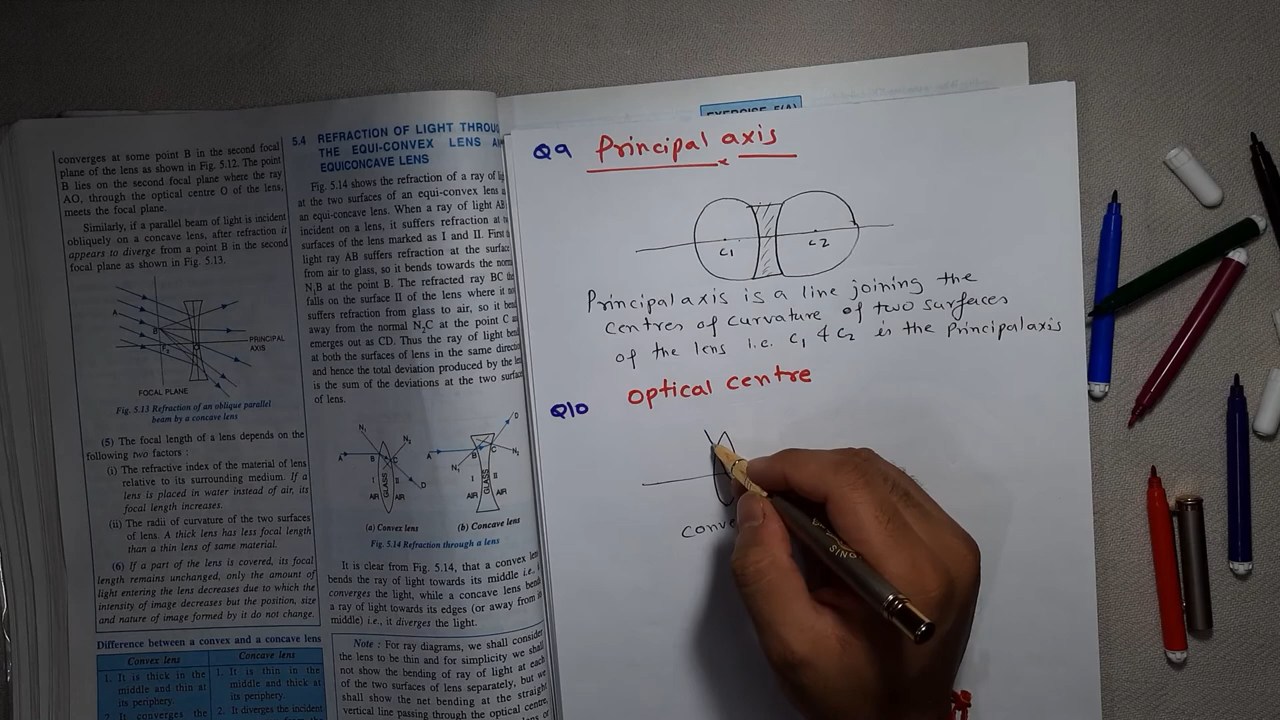 converges at some point B in the second focal
plane of the lens as shown in Fig. 5.12. The point
B lies on the second focal plane where the ray
AO, through the optical centre O of the lens,
meets the focal plane.
Similarly, if a parallel beam of light is incident
obliquely on a concave lens, after refraction it
appears to diverge from a point B in the second
focal plane as shown in Fig. 5.13.
A
B
PRINCIPAL
AXIS
FOCAL PLANE
Fig. 5.13 Refraction of an oblique parallel
beam by a concave lens
(5) The focal length of a lens depends on the
following two factors :
(i) The refractive index of the material of lens
relative to its surrounding medium. If a
lens is placed in water instead of air, its
focal length increases.
(ii) The radii of curvature of the two surfaces
of lens. A thick lens has less focal length
than a thin lens of same material.
(6) If a part of the lens is covered, its focal
length remains unchanged, only the amount of
light entering the lens decreases due to which the
intensity of image decreases but the position, size
and nature of image formed by it do not change.
Difference between a convex and a concave lens
Convex lens
Concave lens
1. It is thick in the
middle and thin at
its periphery.
1. It is thin in the
middle and thick at
its periphery.
2. It converges the
2. It diverges the incident
5.4 REFRACTION OF LIGHT THROUG
THE EQUI-CONVEX LENS A
EQUICONCAVE LENS
Fig. 5.14 shows the refraction of a ray of
at the two surfaces of an equi-convex lens
an equi-concave lens. When a ray of light AB
incident on a lens, it suffers refraction at
surfaces of the lens marked as I and II. First
light ray AB suffers refraction at the surface
from air to glass, so it bends towards the
N₁B at the point B. The refracted ray BC
falls on the surface II of the lens where it
suffers refraction from glass to air, so it
away from the normal N₂C at the point C
emerges out as CD. Thus the ray of light
at both the surfaces of lens in the same
and hence the total deviation produced by the
is the sum of the deviations at the two
of lens.
N₁ N₂ A B C D I II GLASS AIR AIR
A B C D N₁ N₂ I II GLASS AIR AIR
(a) Convex lens
(b) Concave lens
Fig. 5.14 Refraction through a lens
It is clear from Fig. 5.14, that a convex
bends the ray of light towards its middle i.e.,
converges the light, while a concave lens
a ray of light towards its edges (or away from
middle) i.e., it diverges the light.
Note : For ray diagrams, we shall consider
the lens to be thin and for simplicity we shall
not show the bending of ray of light at each
of the two surfaces of lens separately, but we
shall show the net bending at the straight
vertical line passing through the optical centre,
EXERCISE 5(A)
Q9 Principal axis
C1
C2
Principal axis is a line joining the
centres of curvature of two surfaces
of the lens i.e. C1 & C2 is the Principal axis
Q10 Optical centre
conve